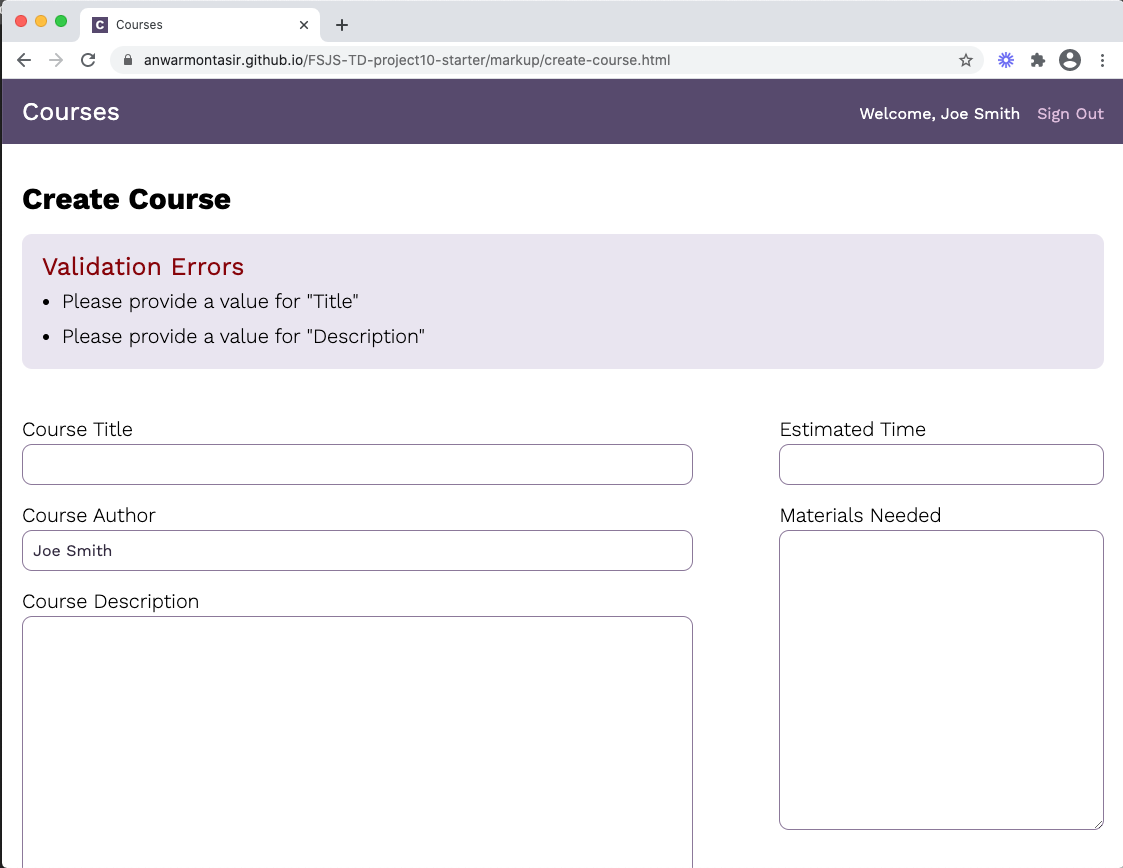 C Courses
anwarmontasir.github.io/FSJS-TD-project10-starter/markup/create-course.html
Courses
Welcome, Joe Smith Sign Out
Create Course
Validation Errors
Please provide a value for "Title"
Please provide a value for "Description"
Course Title
Estimated Time
Course Author
Materials Needed
Joe Smith
Course Description